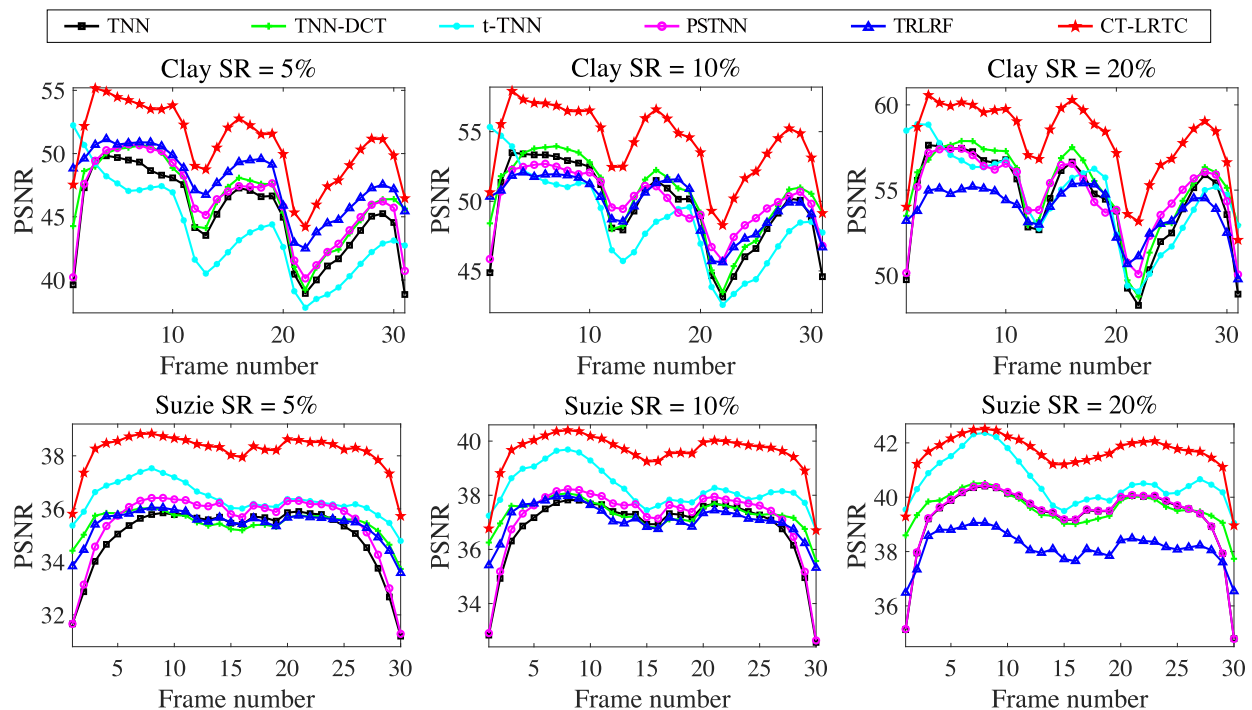 TNN TNN-DCT t-TNN PSTNN TRLRF CT-LRTC
Clay SR = 5%
PSNR
55
50
45
40
10 20 30
Frame number
Clay SR = 10%
PSNR
55
50
45
10 20 30
Frame number
Clay SR = 20%
PSNR
60
55
50
10 20 30
Frame number
Suzie SR = 5%
PSNR
38
36
34
32
5 10 15 20 25 30
Frame number
Suzie SR = 10%
PSNR
40
38
36
34
5 10 15 20 25 30
Frame number
Suzie SR = 20%
PSNR
42
40
38
36
5 10 15 20 25 30
Frame number